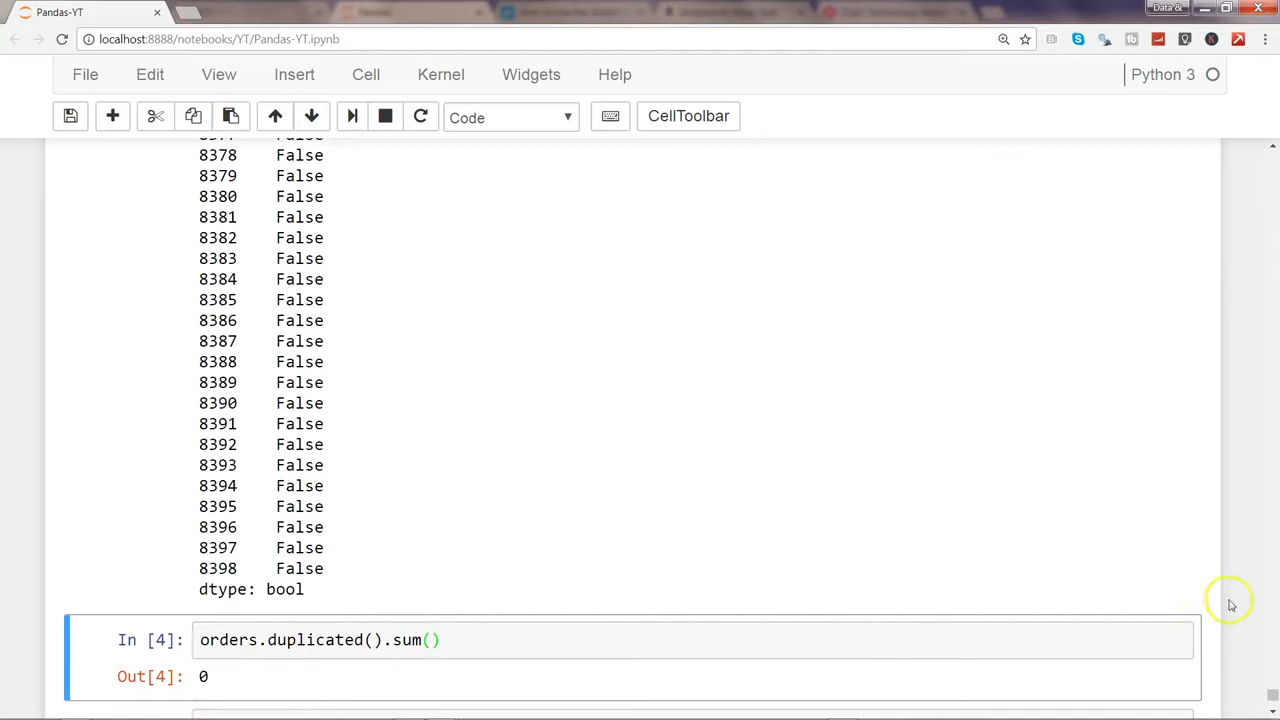 Pandas-YT
Data &
localhost:8888/notebooks/YT/Pandas-YT.ipynb
File Edit View Insert Cell Kernel Widgets Help Python 3
Code CellToolbar
8377 False
8378 False
8379 False
8380 False
8381 False
8382 False
8383 False
8384 False
8385 False
8386 False
8387 False
8388 False
8389 False
8390 False
8391 False
8392 False
8393 False
8394 False
8395 False
8396 False
8397 False
8398 False
dtype: bool
In [4]: orders.duplicated().sum()
Out[4]: 0